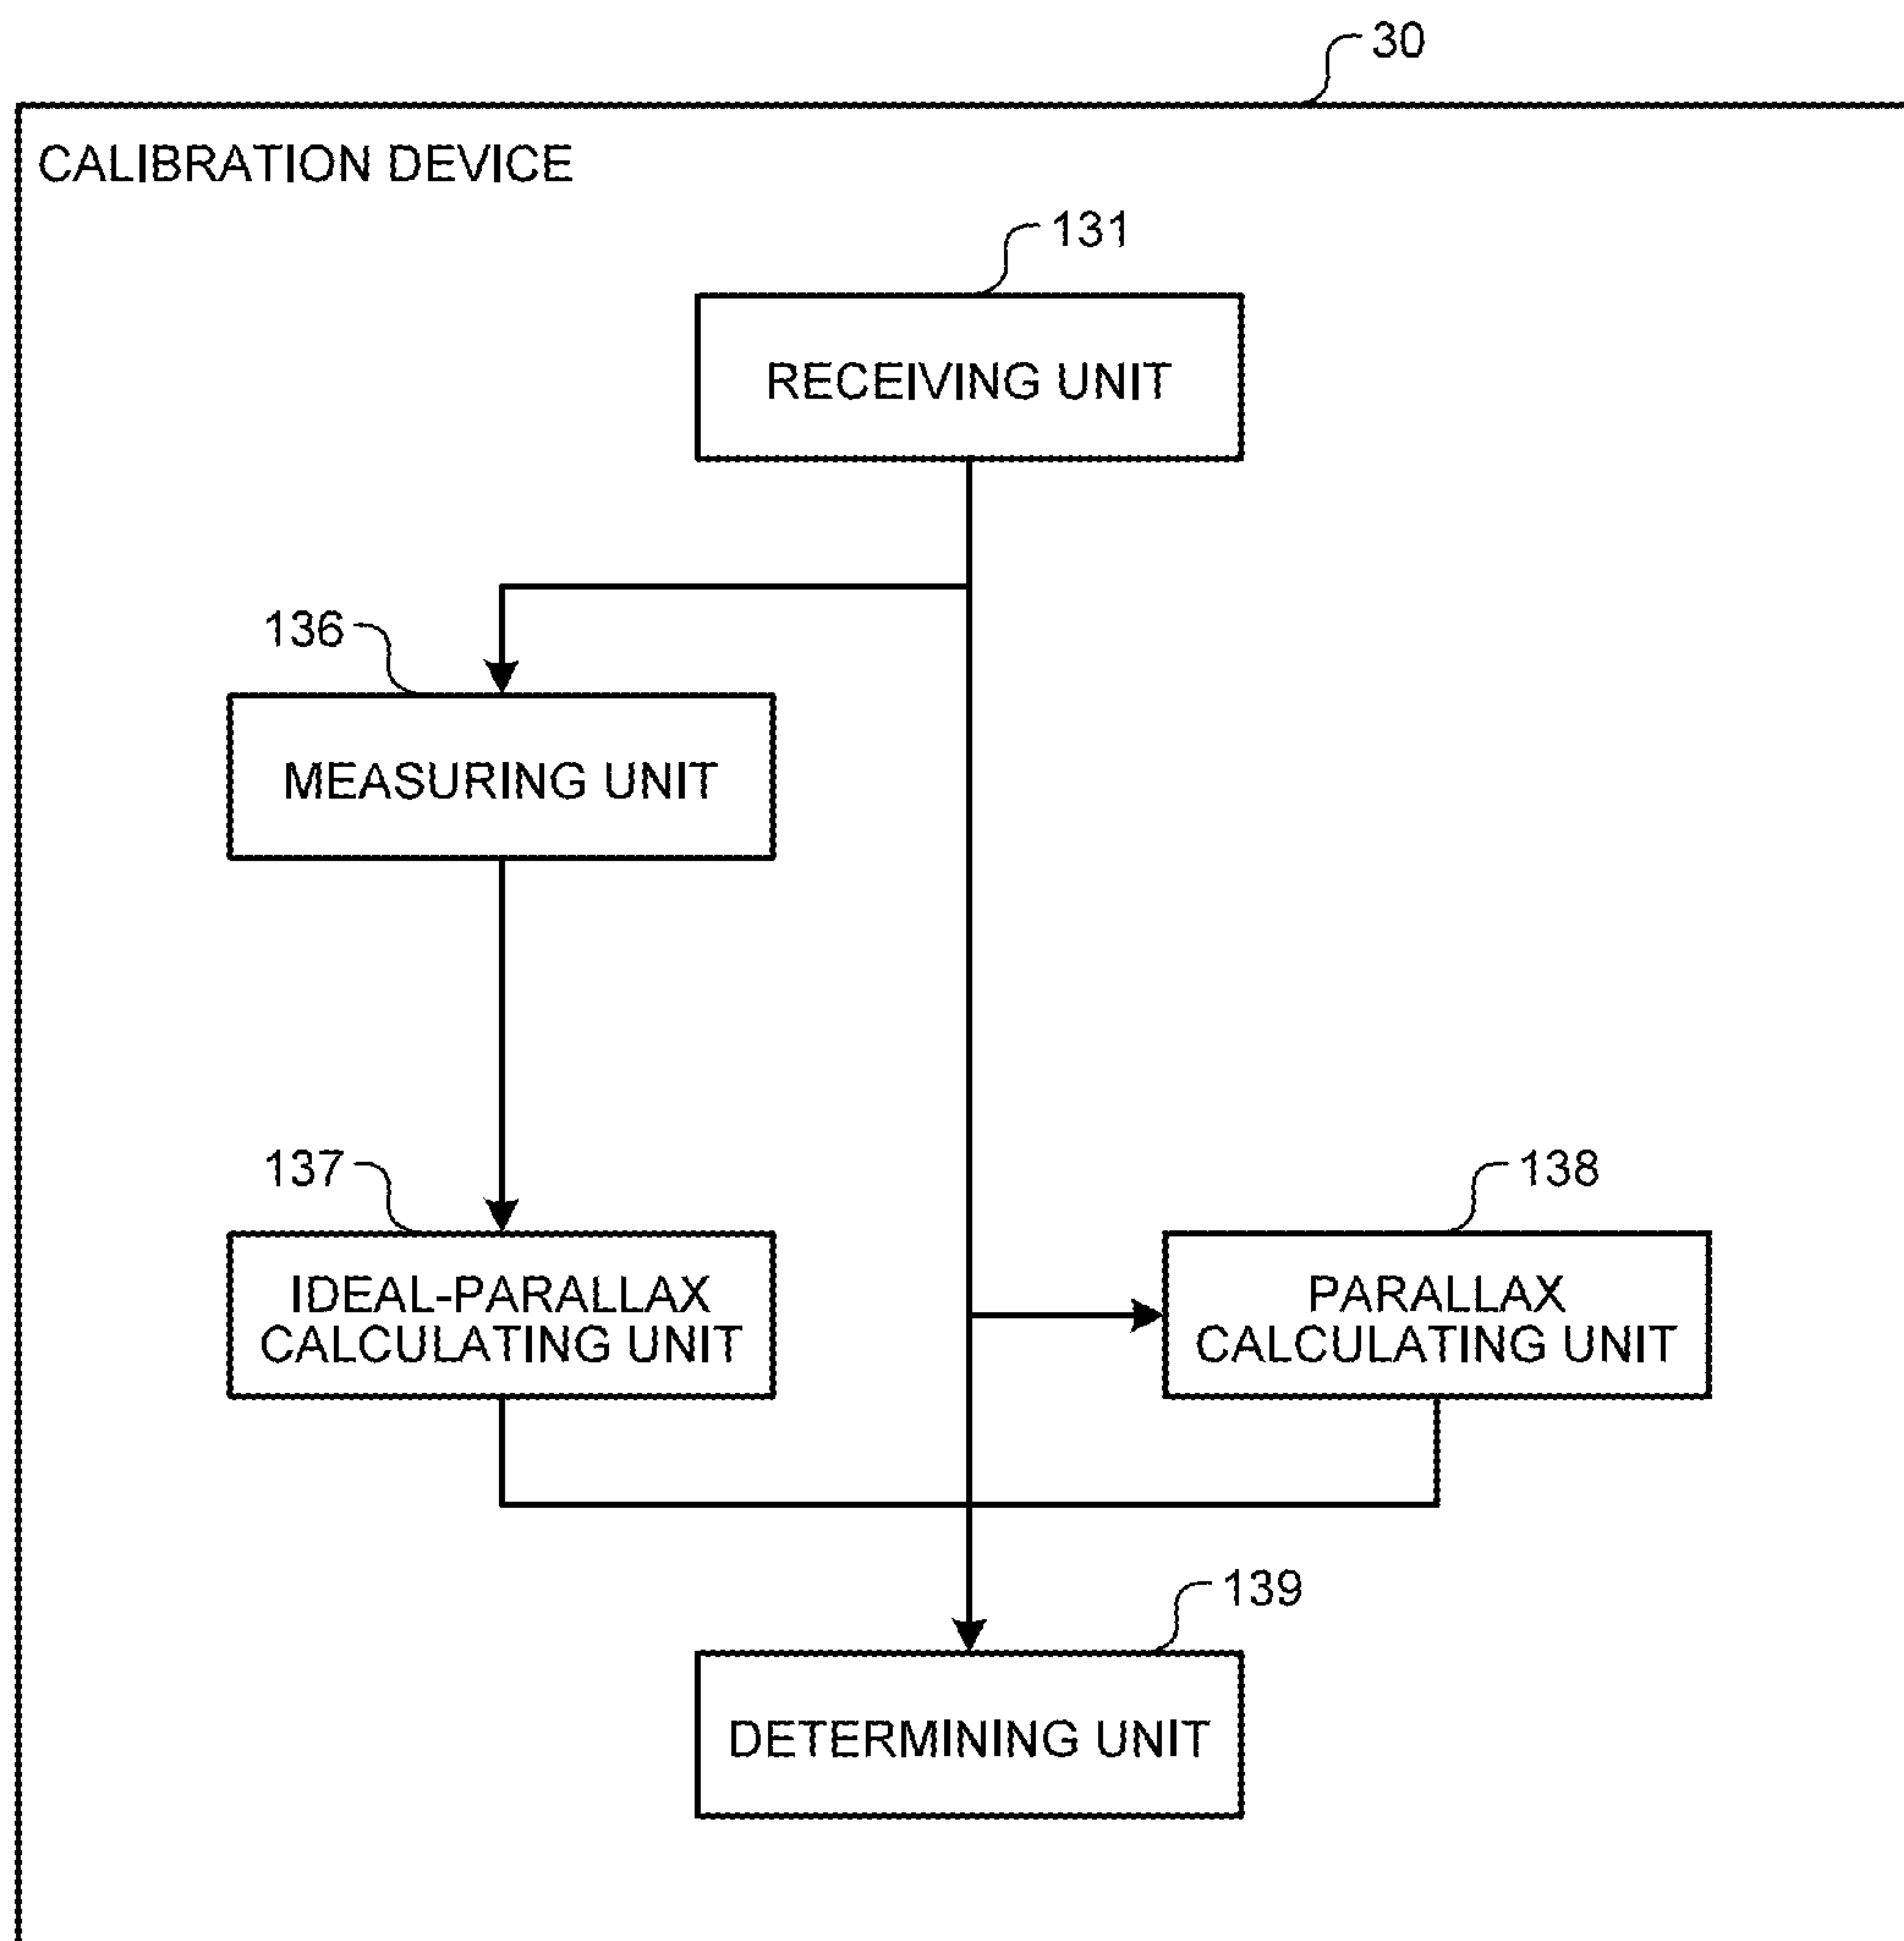 30
CALIBRATION DEVICE
131
RECEIVING UNIT
136
MEASURING UNIT
137
IDEAL-PARALLAX
CALCULATING UNIT
138
PARALLAX
CALCULATING UNIT
139
DETERMINING UNIT